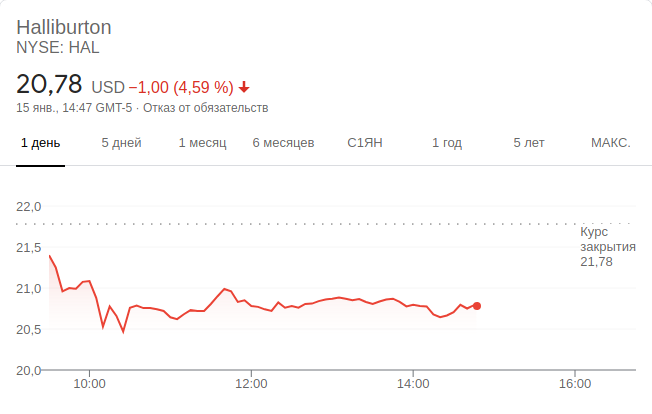 Halliburton
NYSE: HAL
20,78 USD −1,00 (4,59 %)
15 янв., 14:47 GMT-5 · Отказ от обязательств
1 день 5 дней 1 месяц 6 месяцев С1ЯН 1 год 5 лет МАКС.
22,0
Курс
закрытия
21,78
21,5
21,0
20,5
20,0
10:00 12:00 14:00 16:00